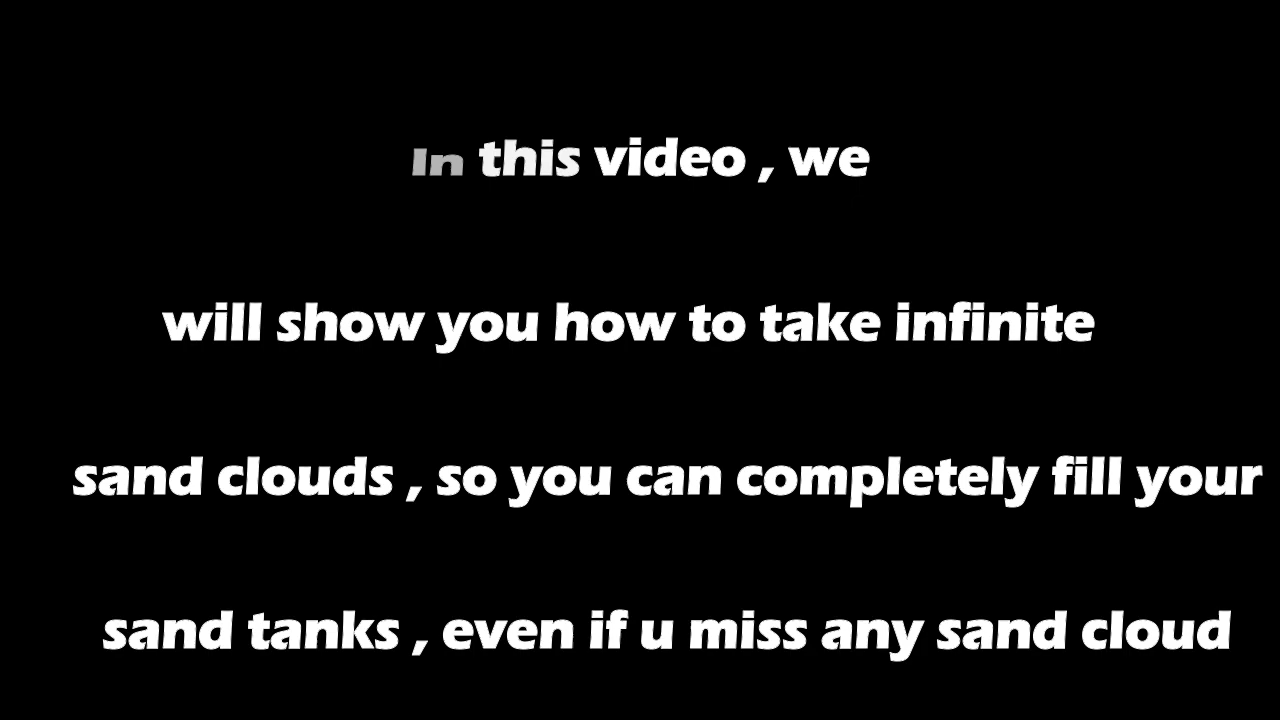 In this video , we
will show you how to take infinite
sand clouds , so you can completely fill your
sand tanks , even if u miss any sand cloud